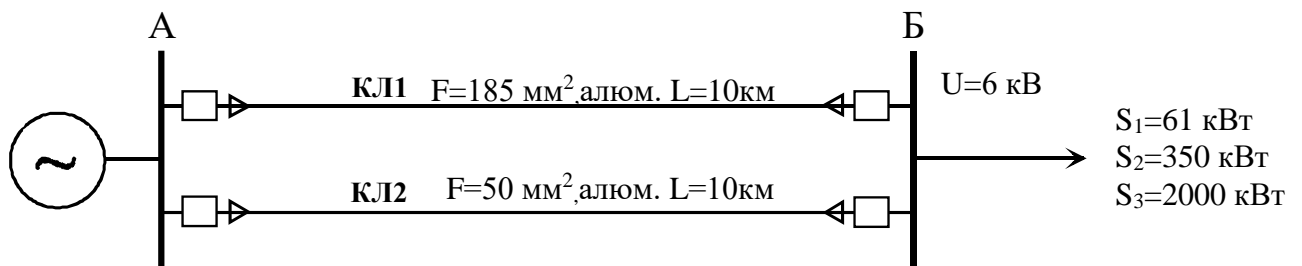 А
Б
КЛ1 F=185 мм²,алюм. L=10км
U=6 кВ
S₁=61 кВт
S₂=350 кВт
S₃=2000 кВт
~
КЛ2 F=50 мм²,алюм. L=10км